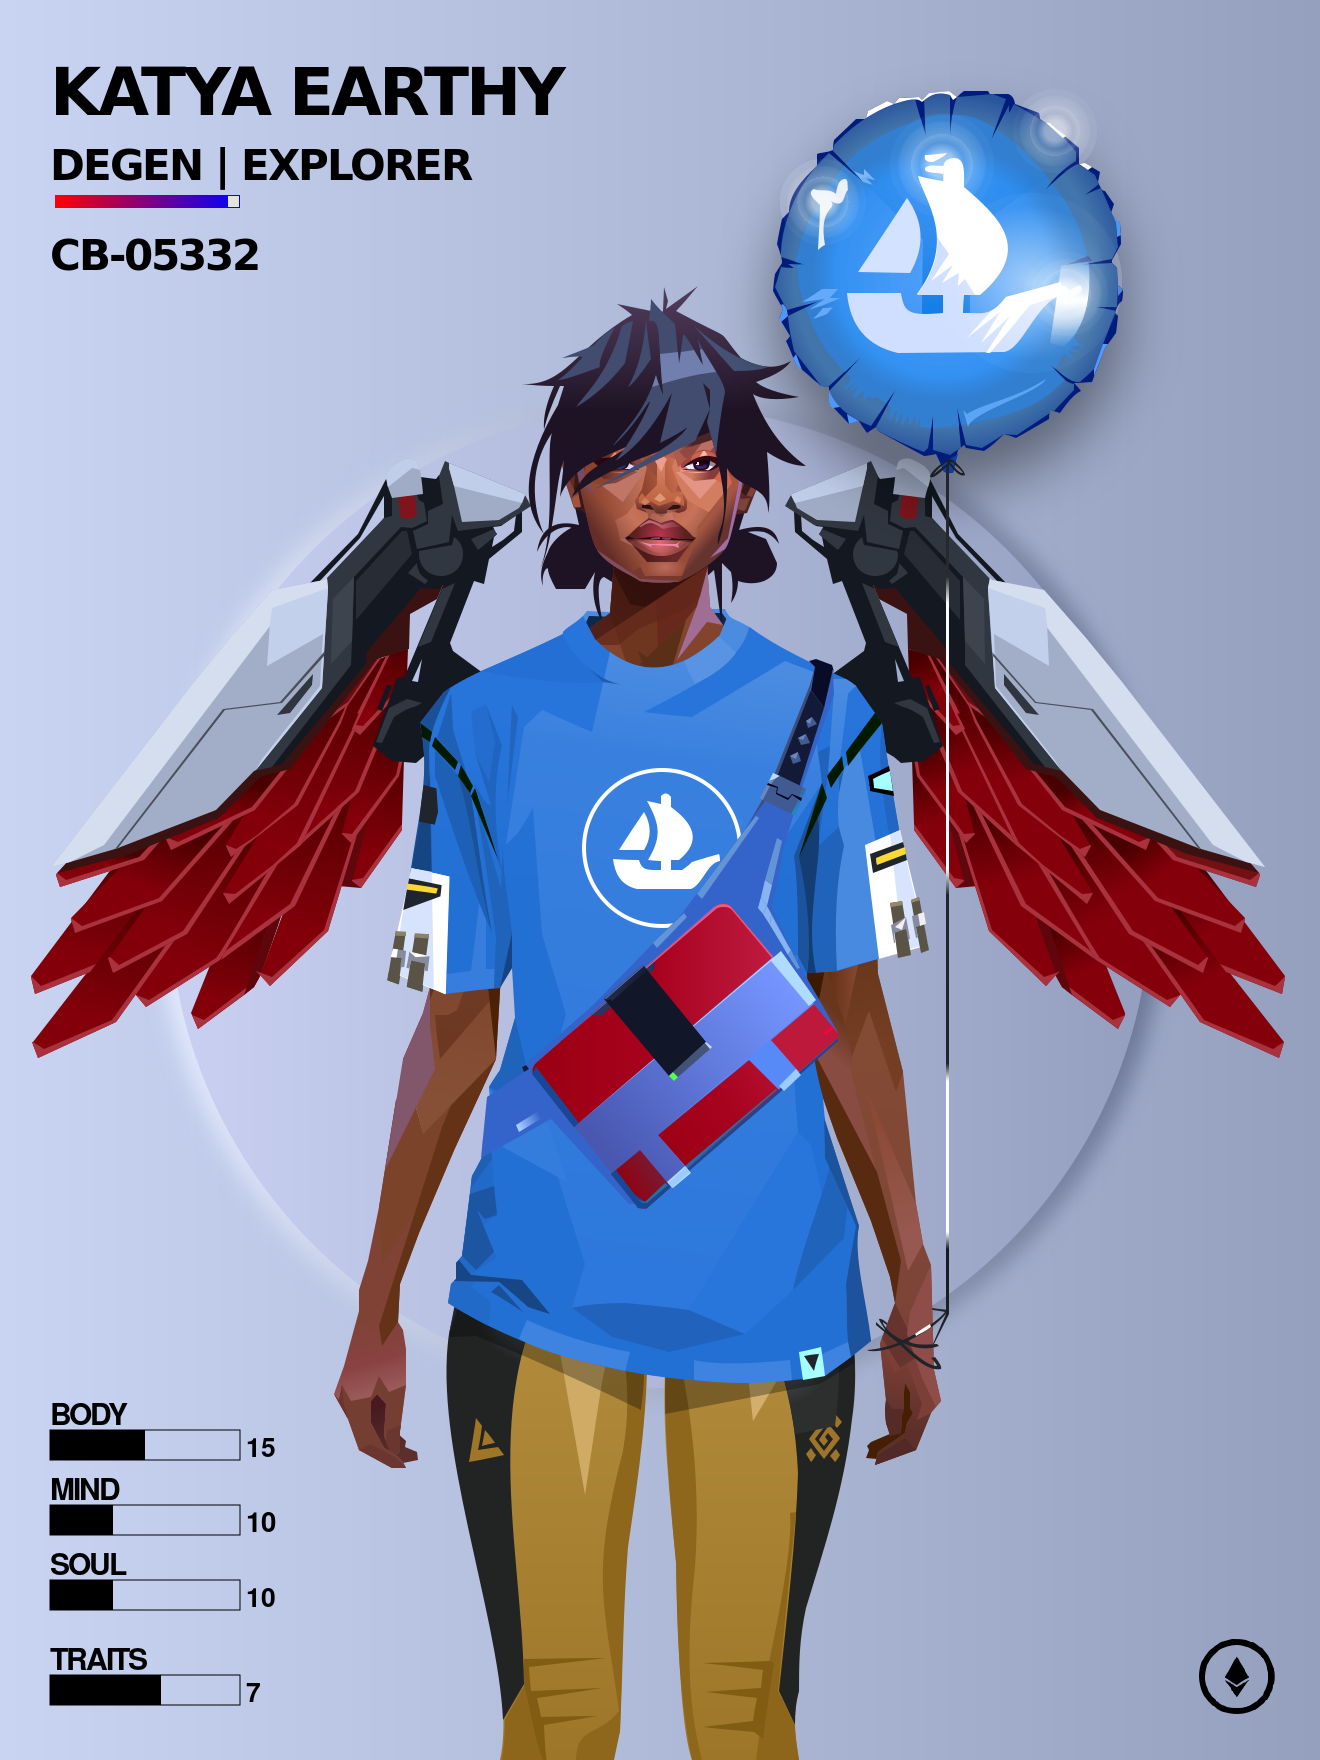 KATYA EARTHY
DEGEN | EXPLORER
CB-05332
BODY
15
MIND
10
SOUL
10
TRAITS
7